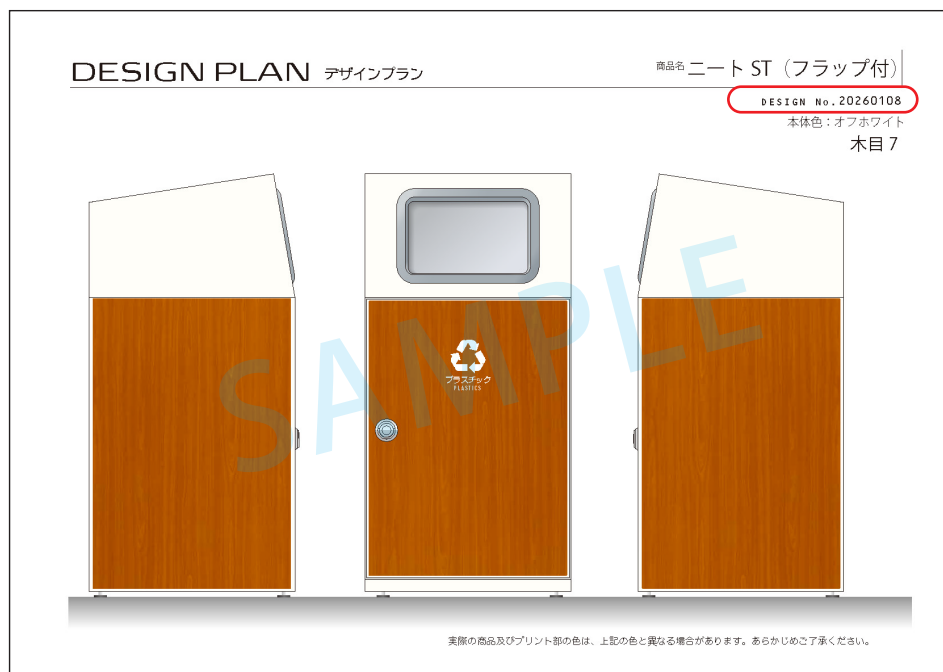 DESIGN PLAN デザインプラン
商品名 ニート ST（フラップ付）
DESIGN No.20260108
本体色：オフホワイト
木目 7
プラスチック
PLASTICS
SAMPLE
実際の商品及びプリント部の色は、上記の色と異なる場合があります。あらかじめご了承ください。